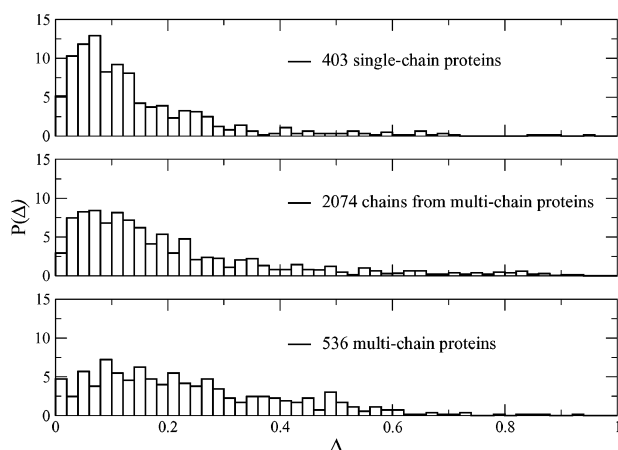 15
10
5
0
403 single-chain proteins
P(Δ)
15
10
5
0
2074 chains from multi-chain proteins
15
10
5
0
536 multi-chain proteins
0 0.2 0.4 0.6 0.8 1
Δ